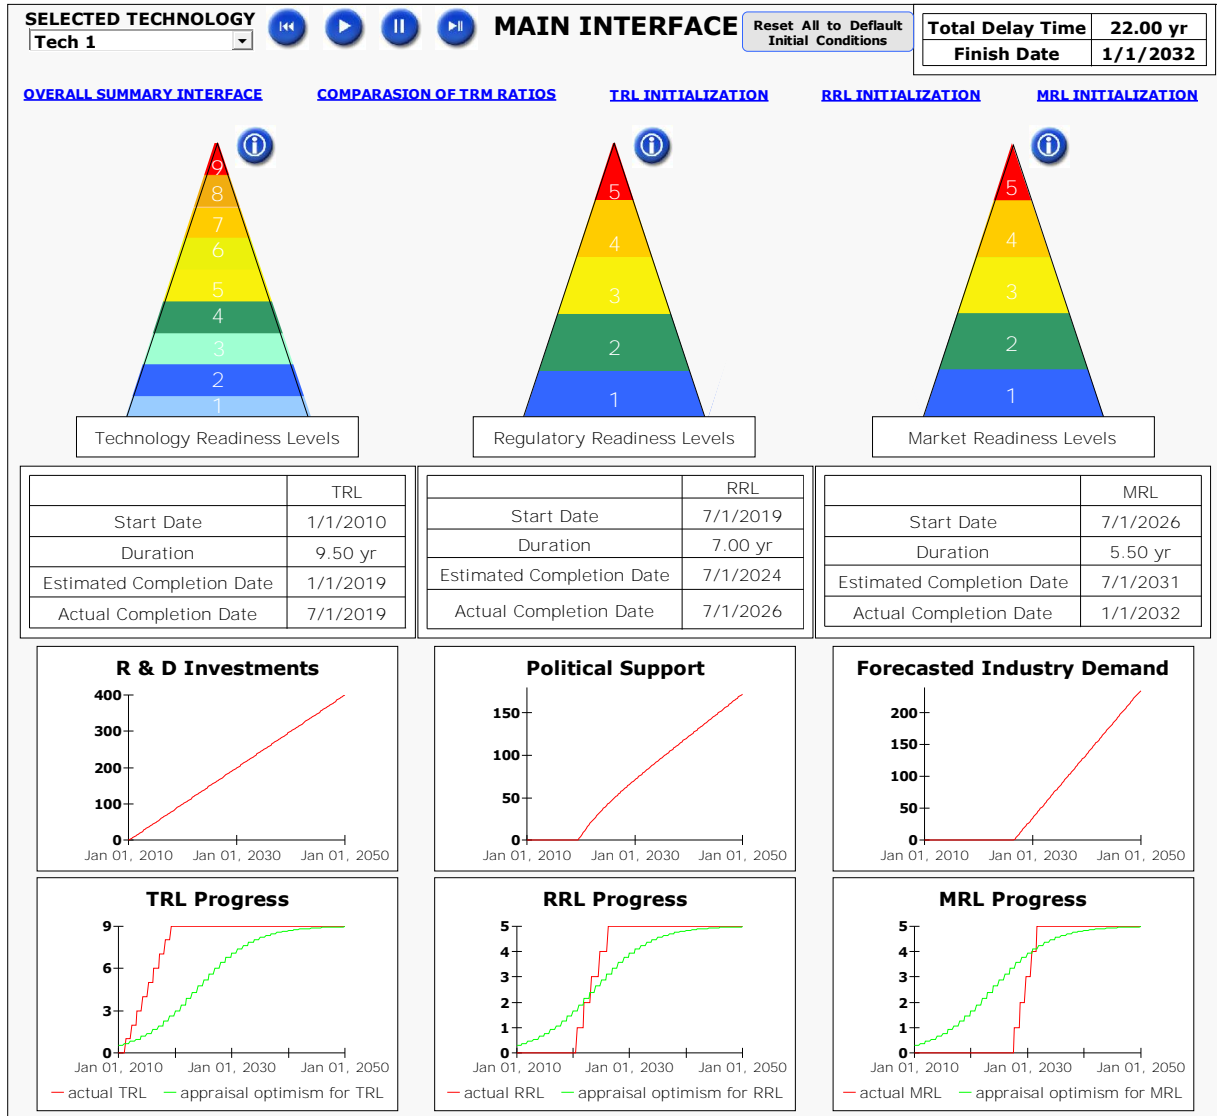 SELECTED TECHNOLOGY
Tech 1
MAIN INTERFACE
Reset All to Deflault
Initial Conditions
Total Delay Time 22.00 yr
Finish Date 1/1/2032
OVERALL SUMMARY INTERFACE
COMPARASION OF TRM RATIOS
TRL INITIALIZATION
RRL INITIALIZATION
MRL INITIALIZATION
9
8
7
6
5
4
3
2
1
Technology Readiness Levels
5
4
3
2
1
Regulatory Readiness Levels
5
4
3
2
1
Market Readiness Levels
TRL
Start Date 1/1/2010
Duration 9.50 yr
Estimated Completion Date 1/1/2019
Actual Completion Date 7/1/2019
RRL
Start Date 7/1/2019
Duration 7.00 yr
Estimated Completion Date 7/1/2024
Actual Completion Date 7/1/2026
MRL
Start Date 7/1/2026
Duration 5.50 yr
Estimated Completion Date 7/1/2031
Actual Completion Date 1/1/2032
R & D Investments
400
300
200
100
0
Jan 01, 2010 Jan 01, 2030 Jan 01, 2050
Political Support
150
100
50
0
Jan 01, 2010 Jan 01, 2030 Jan 01, 2050
Forecasted Industry Demand
200
150
100
50
0
Jan 01, 2010 Jan 01, 2030 Jan 01, 2050
TRL Progress
9
6
3
0
Jan 01, 2010 Jan 01, 2030 Jan 01, 2050
actual TRL appraisal optimism for TRL
RRL Progress
5
4
3
2
1
0
Jan 01, 2010 Jan 01, 2030 Jan 01, 2050
actual RRL appraisal optimism for RRL
MRL Progress
5
4
3
2
1
0
Jan 01, 2010 Jan 01, 2030 Jan 01, 2050
actual MRL appraisal optimism for MRL